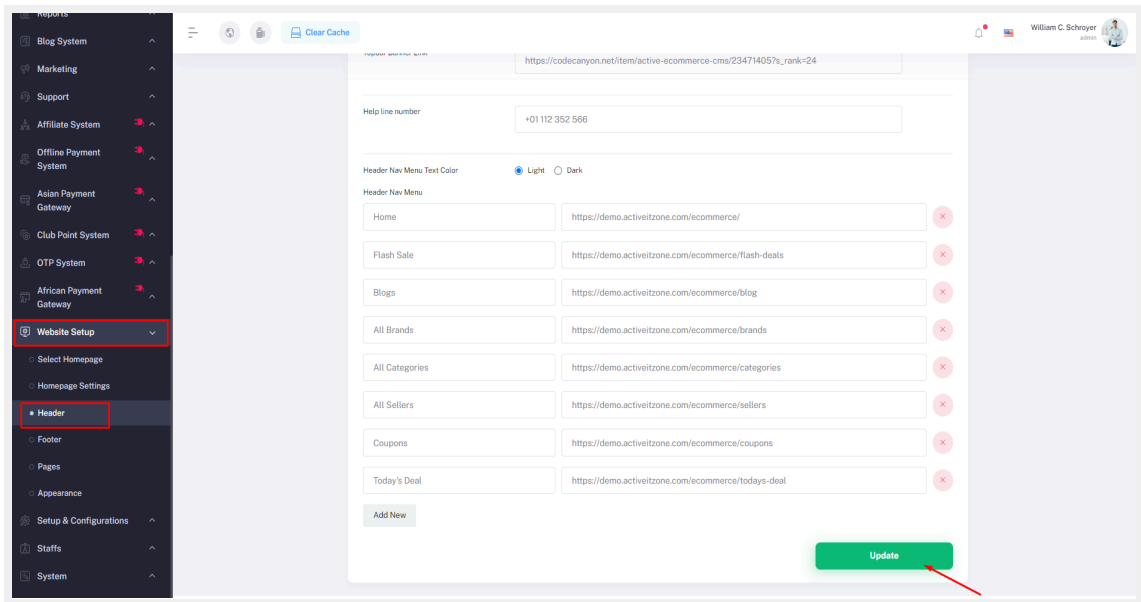 Reports
Blog System
Marketing
Support
Affiliate System
Offline Payment
System
Asian Payment
Gateway
Club Point System
OTP System
African Payment
Gateway
Website Setup
Select Homepage
Homepage Settings
Header
Footer
Pages
Appearance
Setup & Configurations
Staffs
System
Clear Cache
William C. Schroyer
admin
Topbar Banner Link
https://codecanyon.net/item/active-ecommerce-cms/23471405?s_rank=24
Help line number
+01 112 352 566
Header Nav Menu Text Color
Light
Dark
Header Nav Menu
Home
https://demo.activeitzone.com/ecommerce/
Flash Sale
https://demo.activeitzone.com/ecommerce/flash-deals
Blogs
https://demo.activeitzone.com/ecommerce/blog
All Brands
https://demo.activeitzone.com/ecommerce/brands
All Categories
https://demo.activeitzone.com/ecommerce/categories
All Sellers
https://demo.activeitzone.com/ecommerce/sellers
Coupons
https://demo.activeitzone.com/ecommerce/coupons
Today's Deal
https://demo.activeitzone.com/ecommerce/todays-deal
Add New
Update